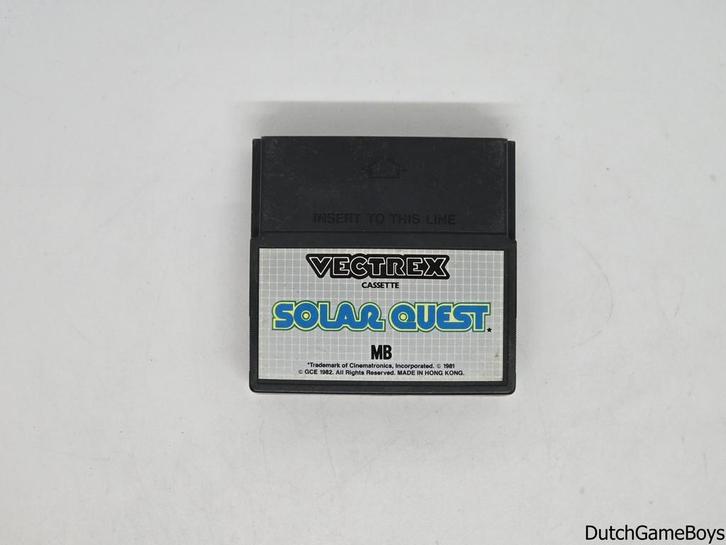 INSERT TO THIS LINE
VECTREX
CASSETTE
SOLAR QUEST*
MB
*Trademark of Cinematronics, Incorporated. © 1981
© GCE 1982. All Rights Reserved. MADE IN HONG KONG.
DutchGameBoys